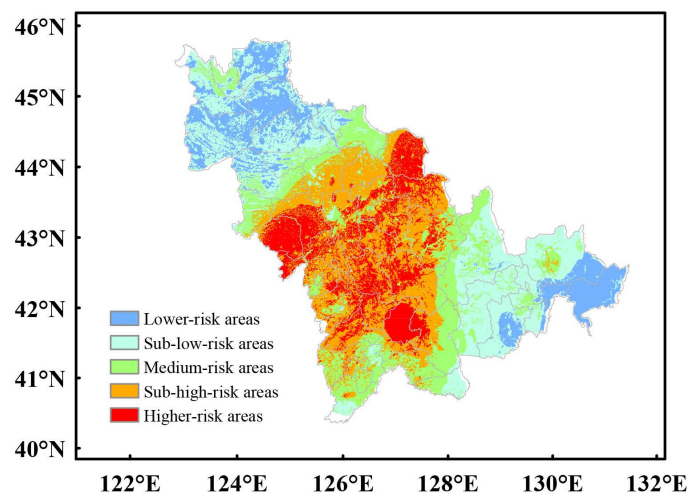 46°N
45°N
44°N
43°N
42°N
41°N
40°N
Lower-risk areas
Sub-low-risk areas
Medium-risk areas
Sub-high-risk areas
Higher-risk areas
122°E 124°E 126°E 128°E 130°E 132°E